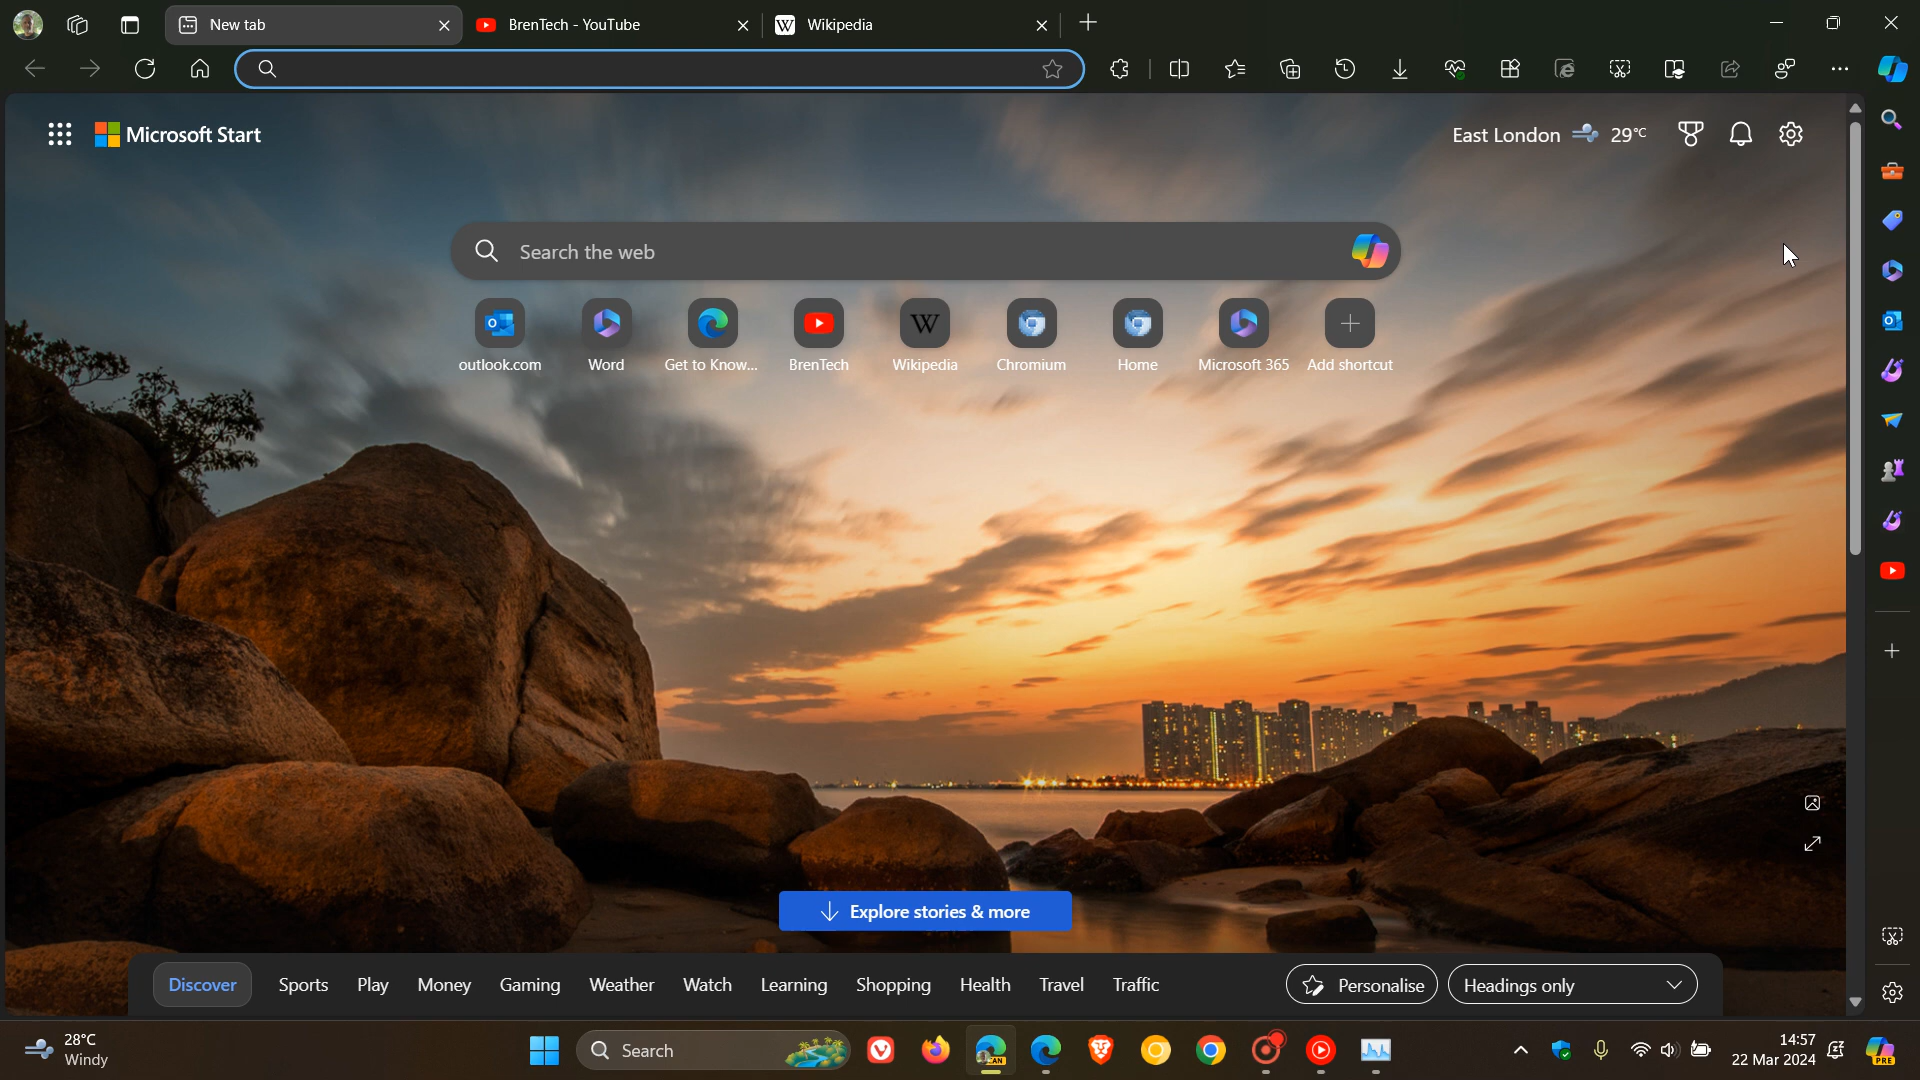 New tab
BrenTech - YouTube
Wikipedia
Microsoft Start
East London 29°C
Search the web
outlook.com
Word
Get to Know...
BrenTech
Wikipedia
Chromium
Home
Microsoft 365
Add shortcut
Explore stories & more
Discover
Sports
Play
Money
Gaming
Weather
Watch
Learning
Shopping
Health
Travel
Traffic
Personalise
Headings only
28°C
Windy
Search
CAN
14:57
22 Mar 2024
PRE